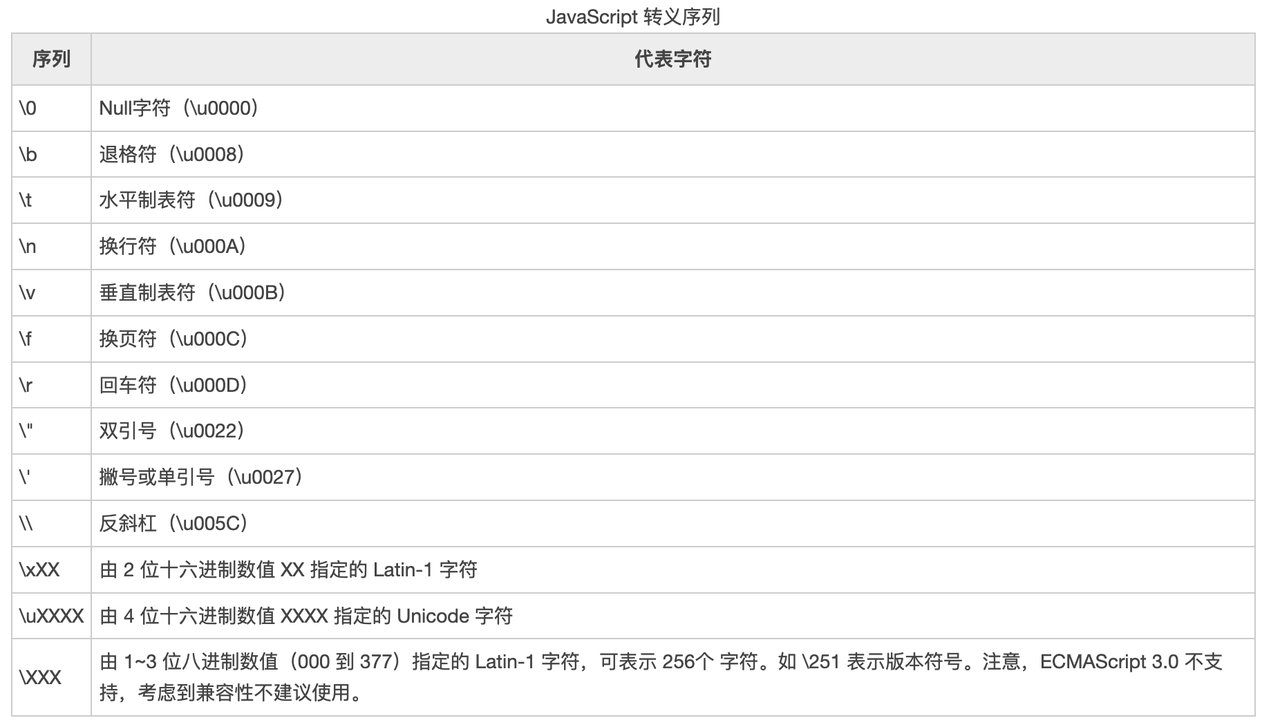 JavaScript 转义序列
序列 代表字符
\0 Null字符（\u0000）
\b 退格符（\u0008）
\t 水平制表符（\u0009）
\n 换行符（\u000A）
\v 垂直制表符（\u000B）
\f 换页符（\u000C）
\r 回车符（\u000D）
\" 双引号（\u0022）
\' 撇号或单引号（\u0027）
\\ 反斜杠（\u005C）
\xXX 由 2 位十六进制数值 XX 指定的 Latin-1 字符
\uXXXX 由 4 位十六进制数值 XXXX 指定的 Unicode 字符
\XXX 由 1~3 位八进制数值（000 到 377）指定的 Latin-1 字符，可表示 256个 字符。如 \251 表示版本符号。注意，ECMAScript 3.0 不支
持，考虑到兼容性不建议使用。